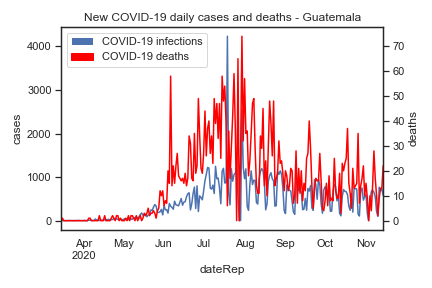 New COVID-19 daily cases and deaths - Guatemala
COVID-19 infections
COVID-19 deaths
cases
4000
3000
2000
1000
0
deaths
70
60
50
40
30
20
10
0
Apr
2020
May
Jun
Jul
Aug
Sep
Oct
Nov
dateRep